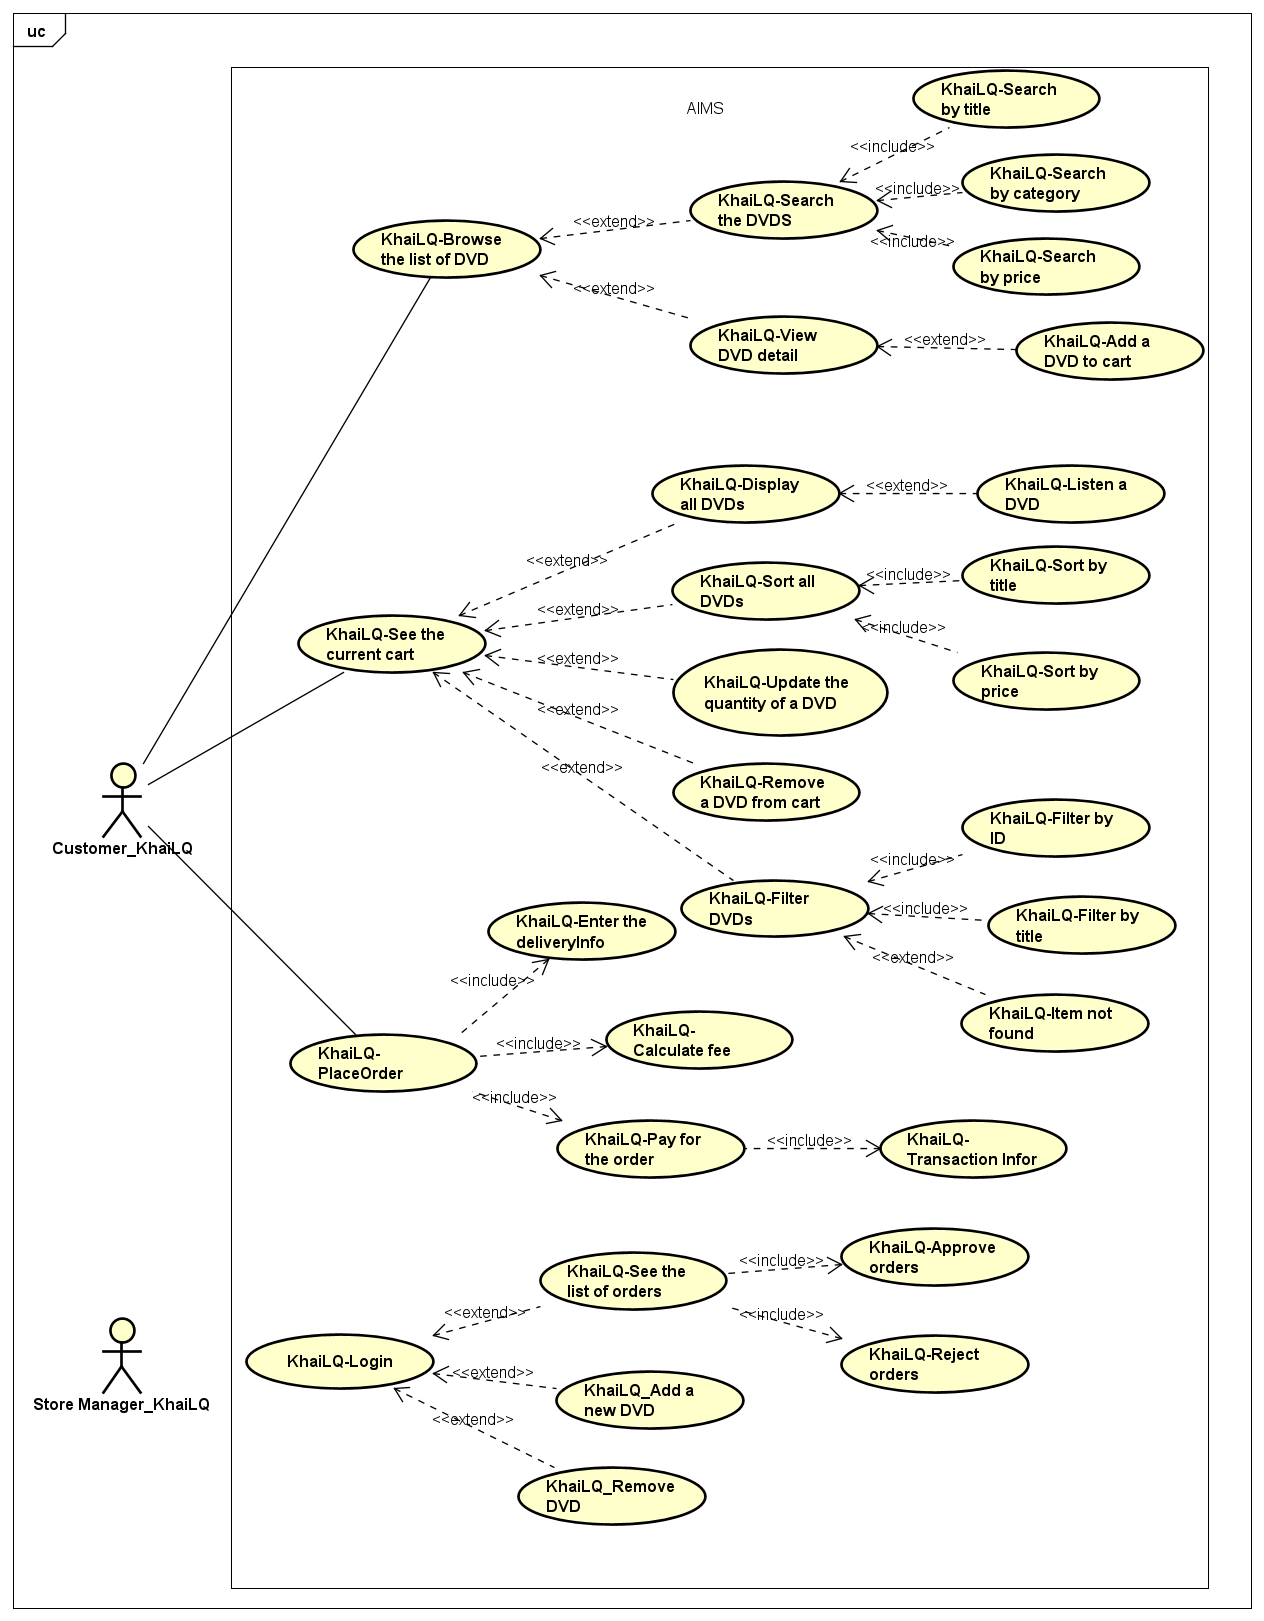 uc
AIMS
KhaiLQ-Search
by title
<<include>>
KhaiLQ-Search
by category
<<include>>
KhaiLQ-Search
the DVDS
<<extend>>
KhaiLQ-Browse
the list of DVD
<<include>>
KhaiLQ-Search
by price
<<extend>>
KhaiLQ-View
DVD detail
<<extend>>
KhaiLQ-Add a
DVD to cart
KhaiLQ-Display
all DVDs
<<extend>>
KhaiLQ-Listen a
DVD
<<extend>>
KhaiLQ-Sort all
DVDs
<<include>>
KhaiLQ-Sort by
title
<<extend>>
<<include>>
KhaiLQ-See the
current cart
<<extend>>
KhaiLQ-Sort by
price
KhaiLQ-Update the
quantity of a DVD
<<extend>>
<<extend>>
KhaiLQ-Remove
a DVD from cart
Customer_KhaiLQ
KhaiLQ-Filter by
ID
<<include>>
KhaiLQ-Filter
DVDs
<<include>>
KhaiLQ-Filter by
title
<<extend>>
KhaiLQ-Item not
found
KhaiLQ-Enter the
deliveryInfo
<<include>>
KhaiLQ-
Calculate fee
<<include>>
KhaiLQ-
PlaceOrder
<<include>>
KhaiLQ-Pay for
the order
<<include>>
KhaiLQ-
Transaction Infor
KhaiLQ-Approve
orders
<<include>>
KhaiLQ-See the
list of orders
<<extend>>
<<include>>
KhaiLQ-Reject
orders
KhaiLQ-Login
<<extend>>
KhaiLQ_Add a
new DVD
Store Manager_KhaiLQ
<<extend>>
KhaiLQ_Remove
DVD